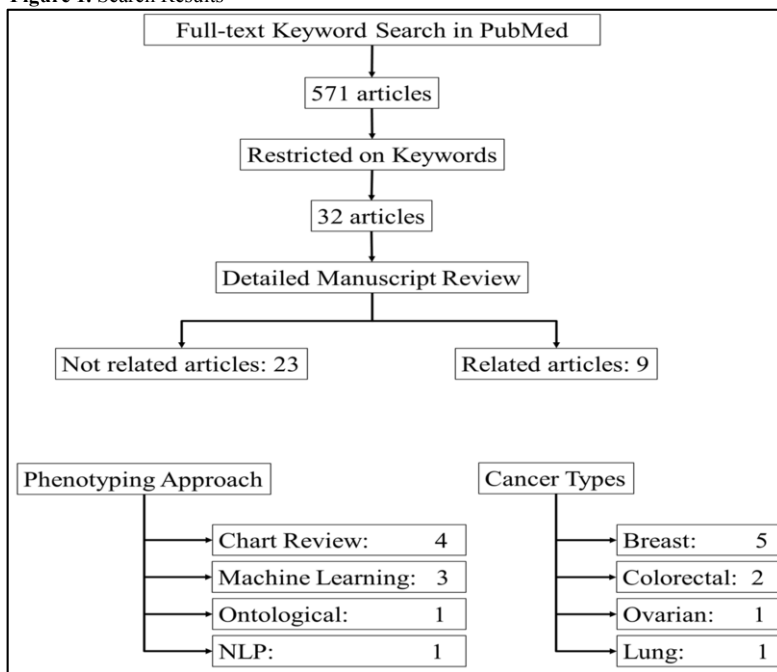 Figure 1. Search Results
Full-text Keyword Search in PubMed
571 articles
Restricted on Keywords
32 articles
Detailed Manuscript Review
Not related articles: 23
Related articles: 9
Phenotyping Approach
Chart Review: 4
Machine Learning: 3
Ontological: 1
NLP: 1
Cancer Types
Breast: 5
Colorectal: 2
Ovarian: 1
Lung: 1